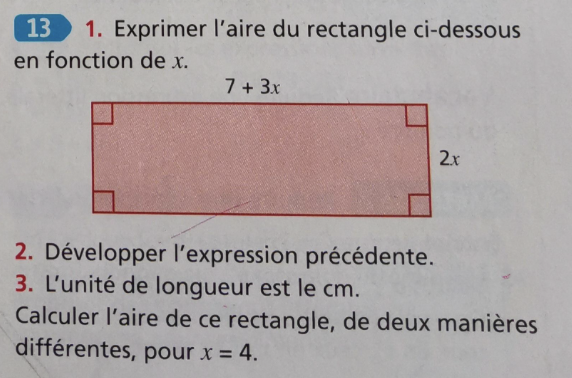 13 1. Exprimer l'aire du rectangle ci-dessous
en fonction de x.
7 + 3x
2x
2. Développer l'expression précédente.
3. L'unité de longueur est le cm.
Calculer l'aire de ce rectangle, de deux manières
différentes, pour x = 4.